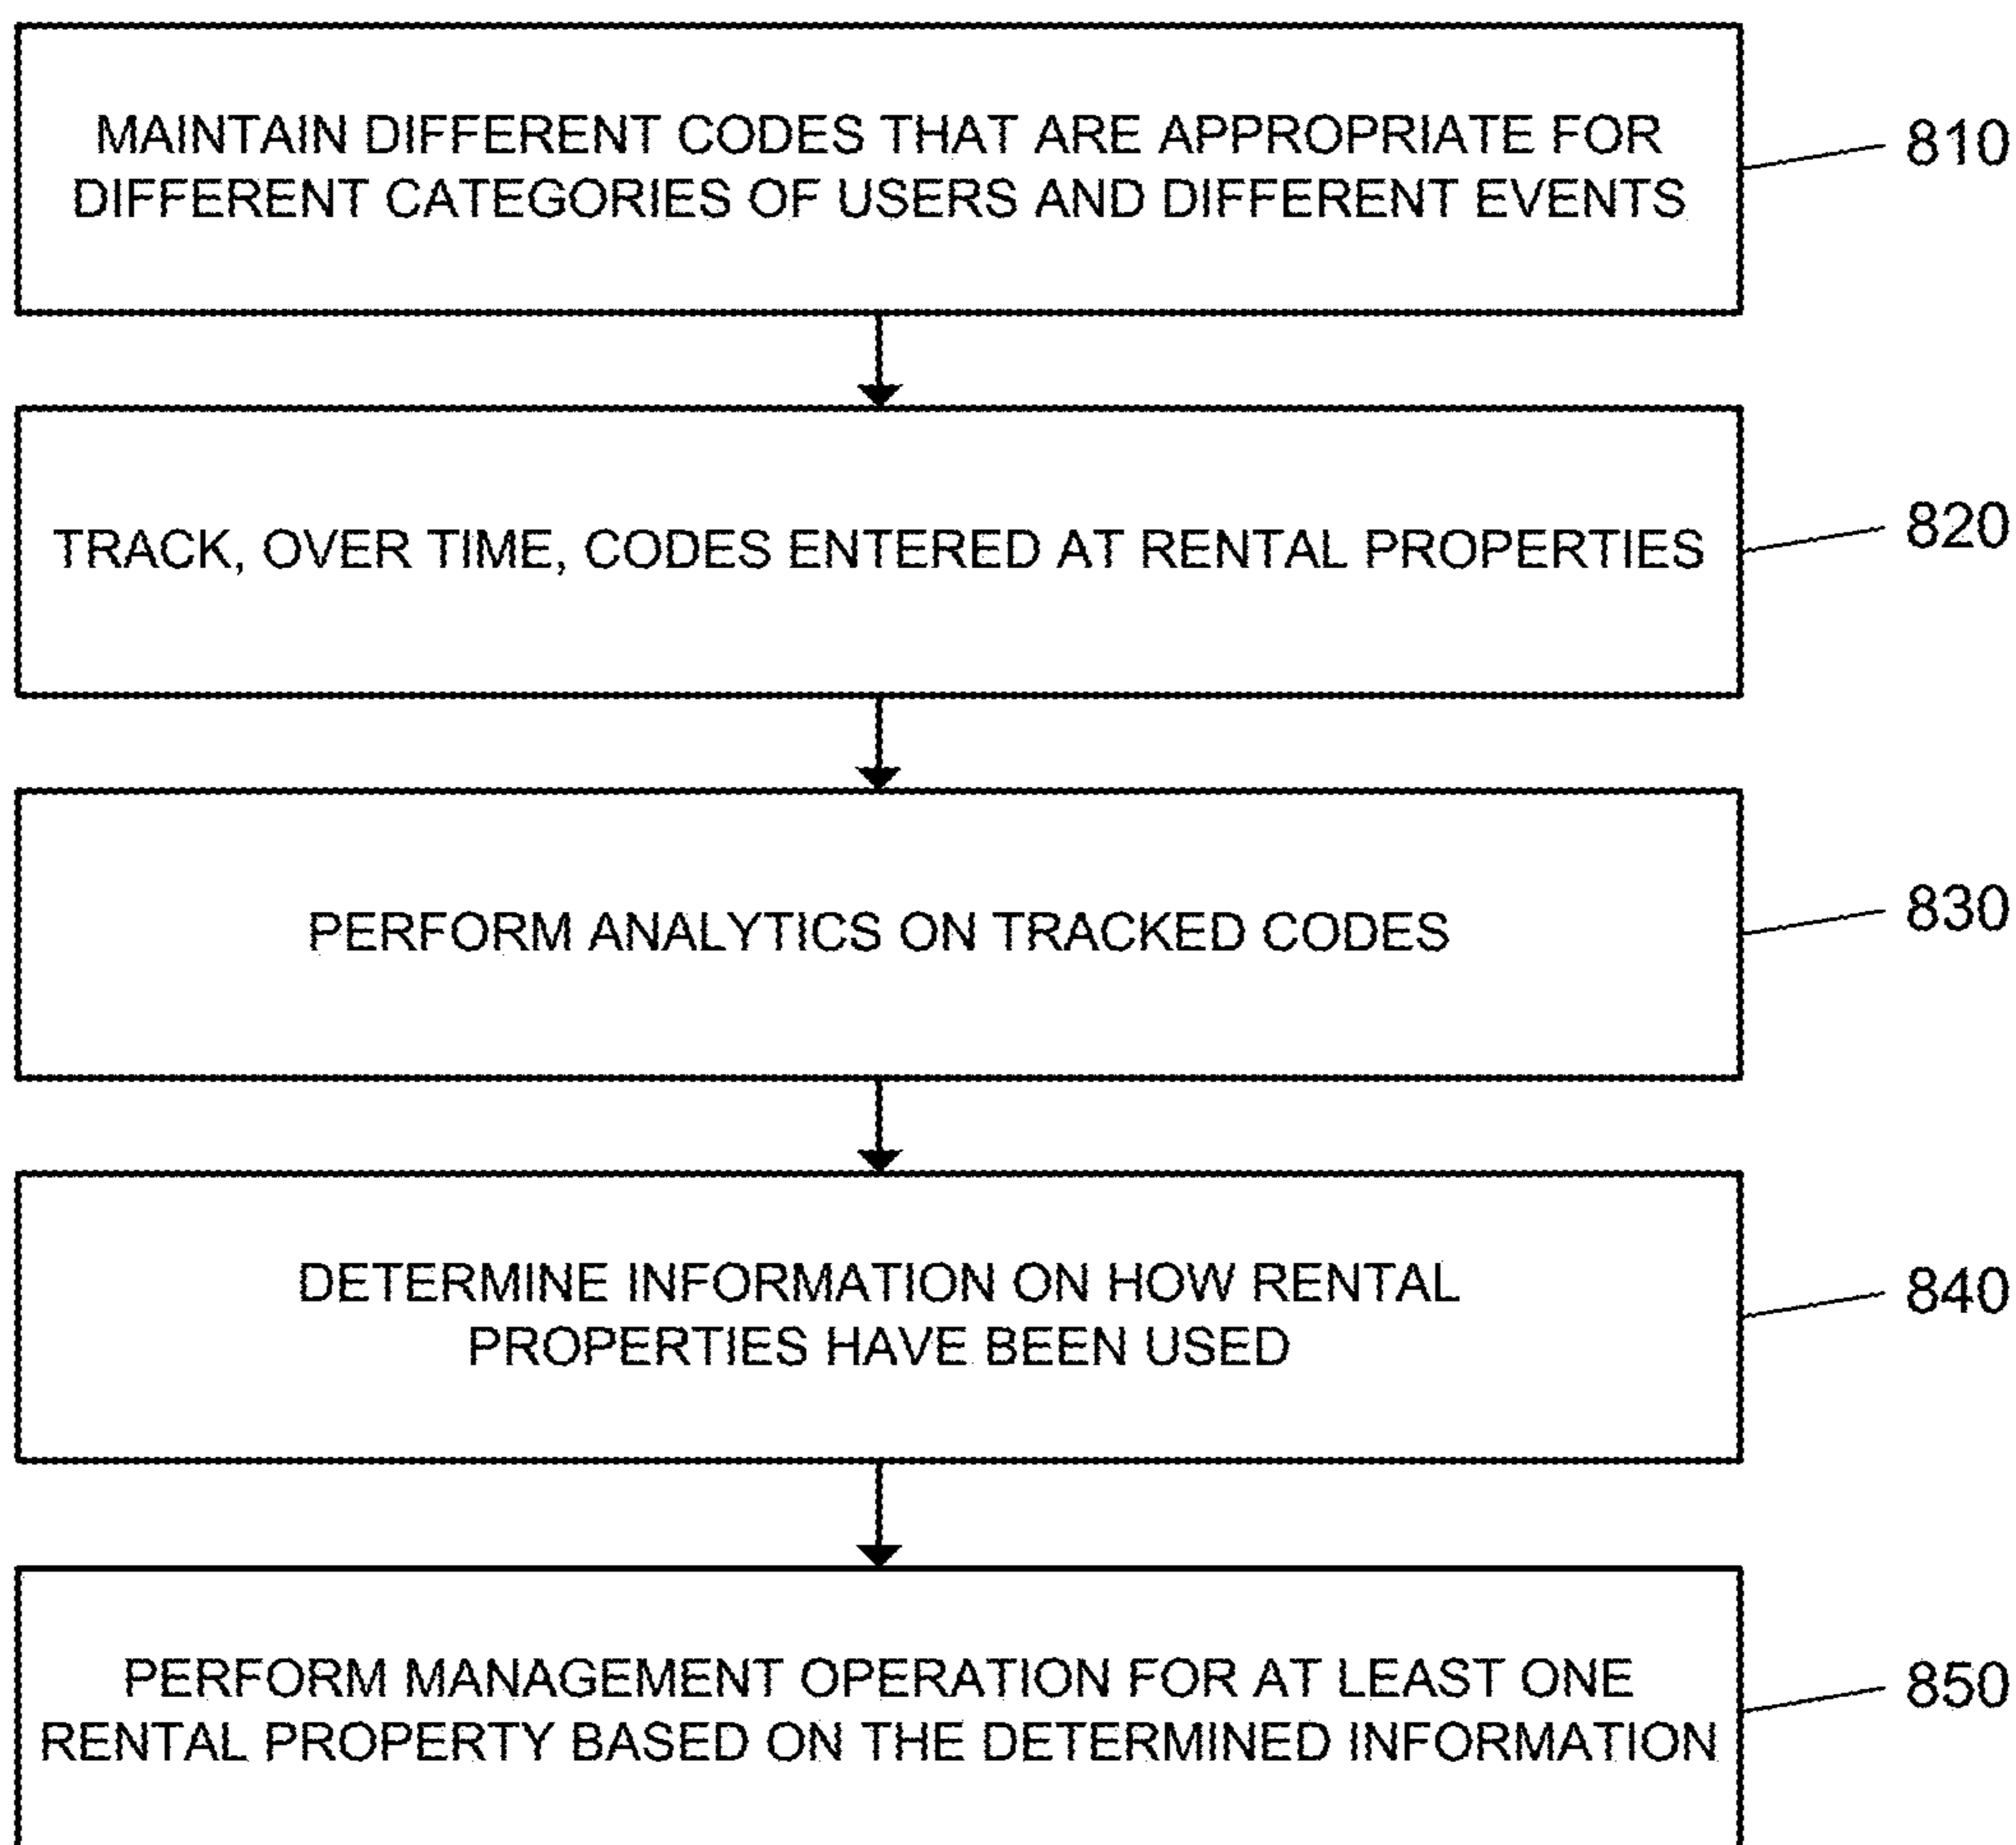 MAINTAIN DIFFERENT CODES THAT ARE APPROPRIATE FOR
DIFFERENT CATEGORIES OF USERS AND DIFFERENT EVENTS
810
TRACK, OVER TIME, CODES ENTERED AT RENTAL PROPERTIES
820
PERFORM ANALYTICS ON TRACKED CODES
830
DETERMINE INFORMATION ON HOW RENTAL
PROPERTIES HAVE BEEN USED
840
PERFORM MANAGEMENT OPERATION FOR AT LEAST ONE
RENTAL PROPERTY BASED ON THE DETERMINED INFORMATION
850